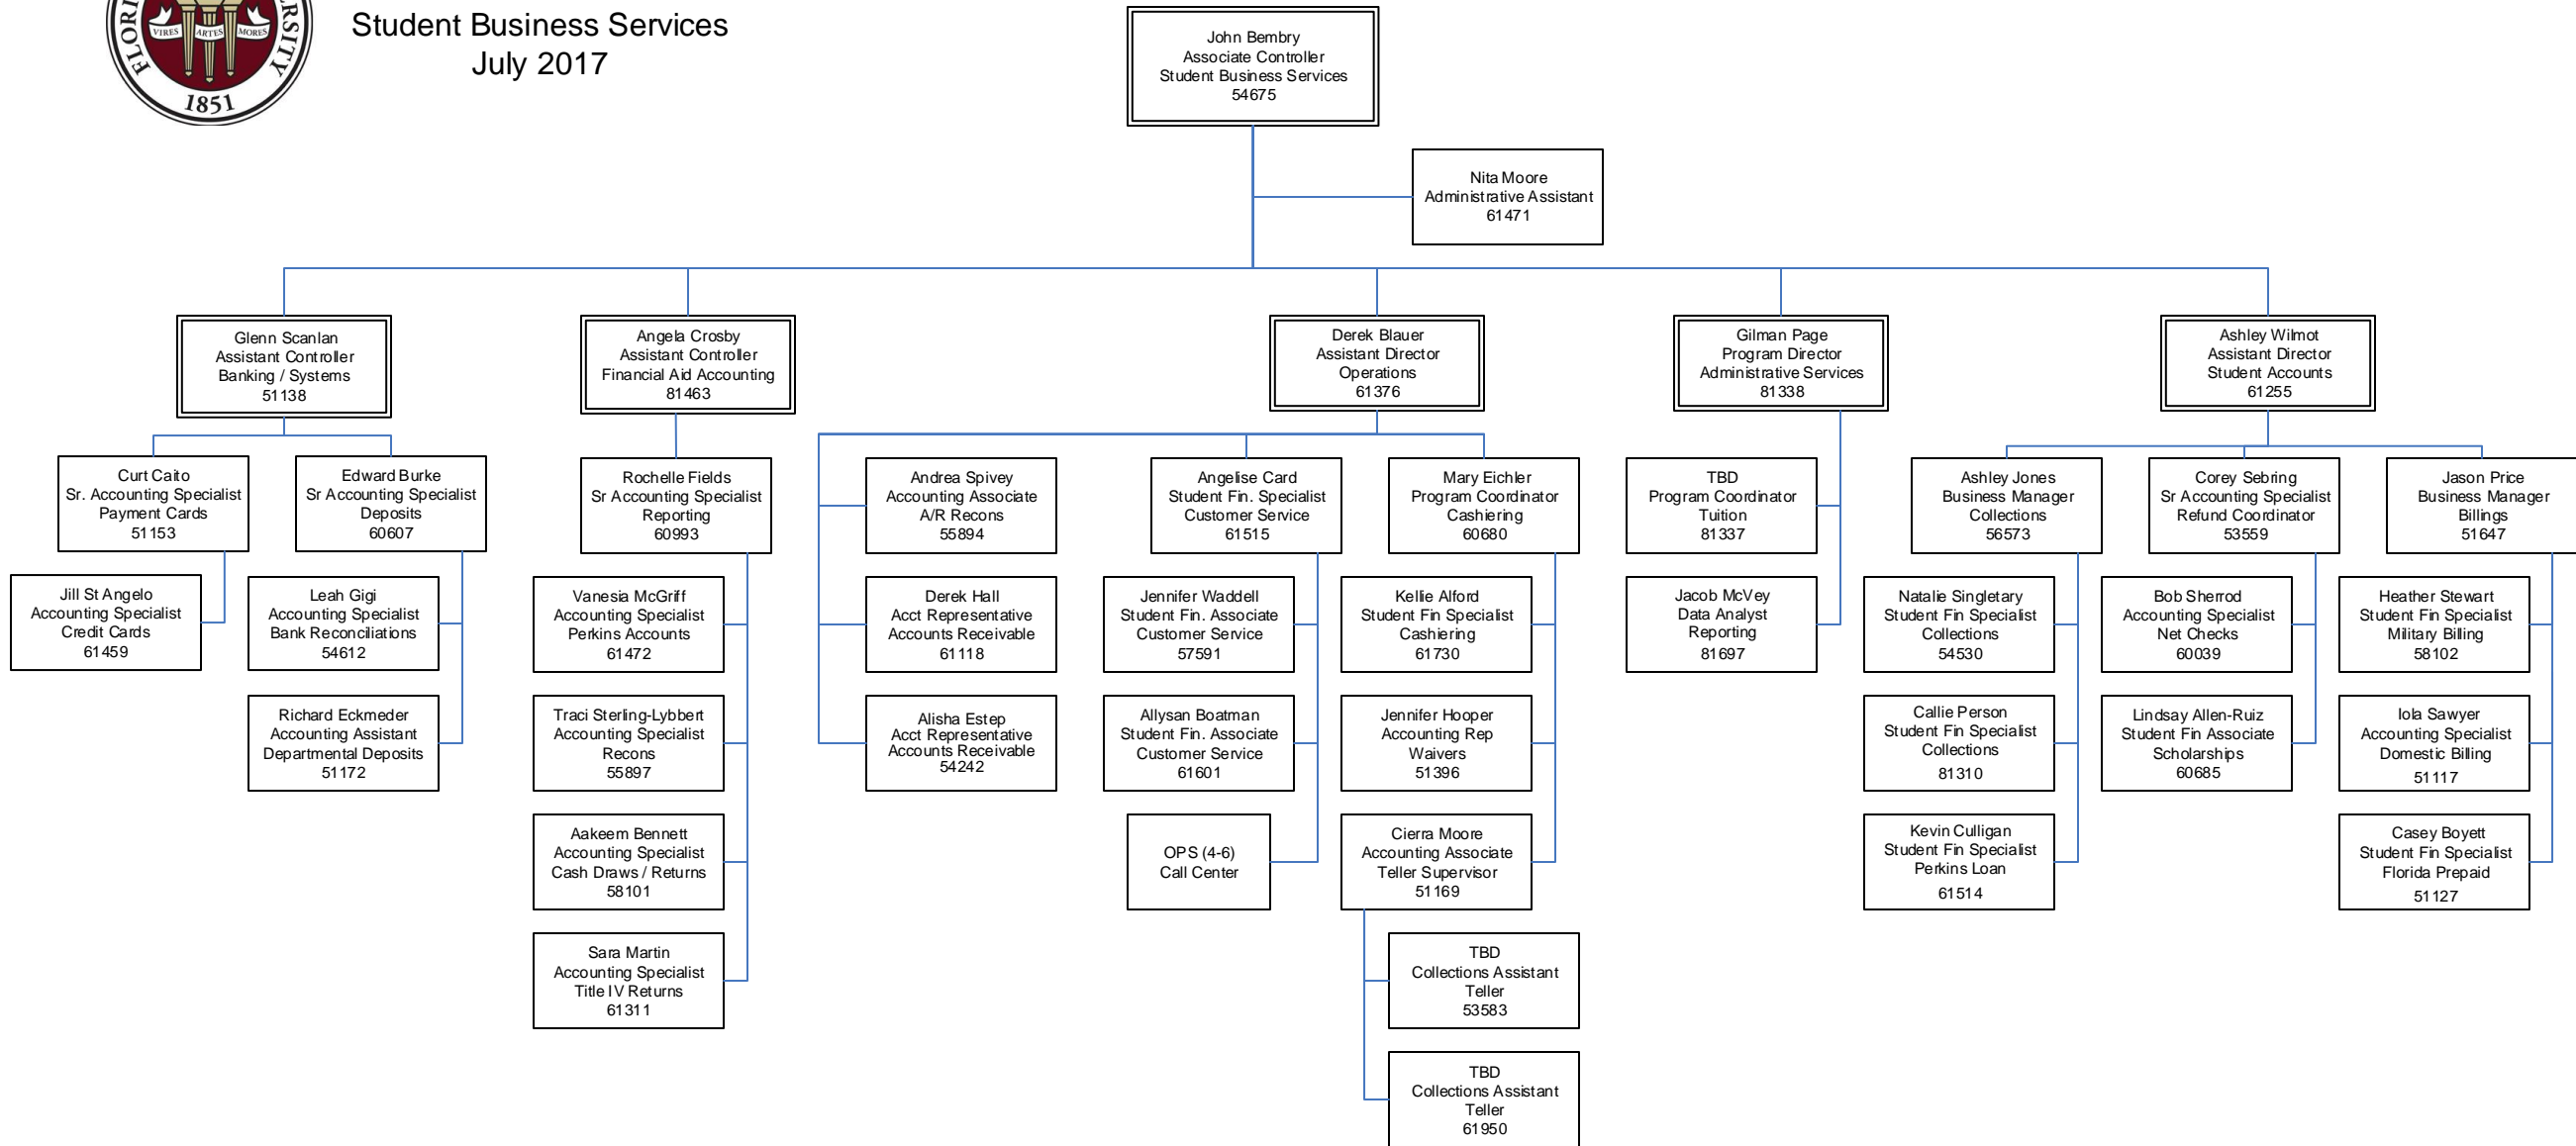 FLORI
RSITY
VIRES ARTES MORES
1851
Student Business Services
July 2017
John Bembry
Associate Controller
Student Business Services
54675
Nita Moore
Administrative Assistant
61471
Glenn Scanlan
Assistant Controller
Banking / Systems
51138
Angela Crosby
Assistant Controller
Financial Aid Accounting
81463
Derek Blauer
Assistant Director
Operations
61376
Gilman Page
Program Director
Administrative Services
81338
Ashley Wilmot
Assistant Director
Student Accounts
61255
Curt Caito
Sr. Accounting Specialist
Payment Cards
51153
Edward Burke
Sr Accounting Specialist
Deposits
60607
Rochelle Fields
Sr Accounting Specialist
Reporting
60993
Andrea Spivey
Accounting Associate
A/R Recons
55894
Angelise Card
Student Fin. Specialist
Customer Service
61515
Mary Eichler
Program Coordinator
Cashiering
60680
TBD
Program Coordinator
Tuition
81337
Ashley Jones
Business Manager
Collections
56573
Corey Sebring
Sr Accounting Specialist
Refund Coordinator
53559
Jason Price
Business Manager
Billings
51647
Jill St Angelo
Accounting Specialist
Credit Cards
61459
Leah Gigi
Accounting Specialist
Bank Reconciliations
54612
Vanesia McGriff
Accounting Specialist
Perkins Accounts
61472
Derek Hall
Acct Representative
Accounts Receivable
61118
Jennifer Waddell
Student Fin. Associate
Customer Service
57591
Kellie Alford
Student Fin Specialist
Cashiering
61730
Jacob McVey
Data Analyst
Reporting
81697
Natalie Singletary
Student Fin Specialist
Collections
54530
Bob Sherrod
Accounting Specialist
Net Checks
60039
Heather Stewart
Student Fin Specialist
Military Billing
58102
Richard Eckmeder
Accounting Assistant
Departmental Deposits
51172
Traci Sterling-Lybbert
Accounting Specialist
Recons
55897
Alisha Estep
Acct Representative
Accounts Receivable
54242
Allysan Boatman
Student Fin. Associate
Customer Service
61601
Jennifer Hooper
Accounting Rep
Waivers
51396
Callie Person
Student Fin Specialist
Collections
81310
Lindsay Allen-Ruiz
Student Fin Associate
Scholarships
60685
Iola Sawyer
Accounting Specialist
Domestic Billing
51117
Aakeem Bennett
Accounting Specialist
Cash Draws / Returns
58101
OPS (4-6)
Call Center
Cierra Moore
Accounting Associate
Teller Supervisor
51169
Kevin Culligan
Student Fin Specialist
Perkins Loan
61514
Casey Boyett
Student Fin Specialist
Florida Prepaid
51127
Sara Martin
Accounting Specialist
Title IV Returns
61311
TBD
Collections Assistant
Teller
53583
TBD
Collections Assistant
Teller
61950